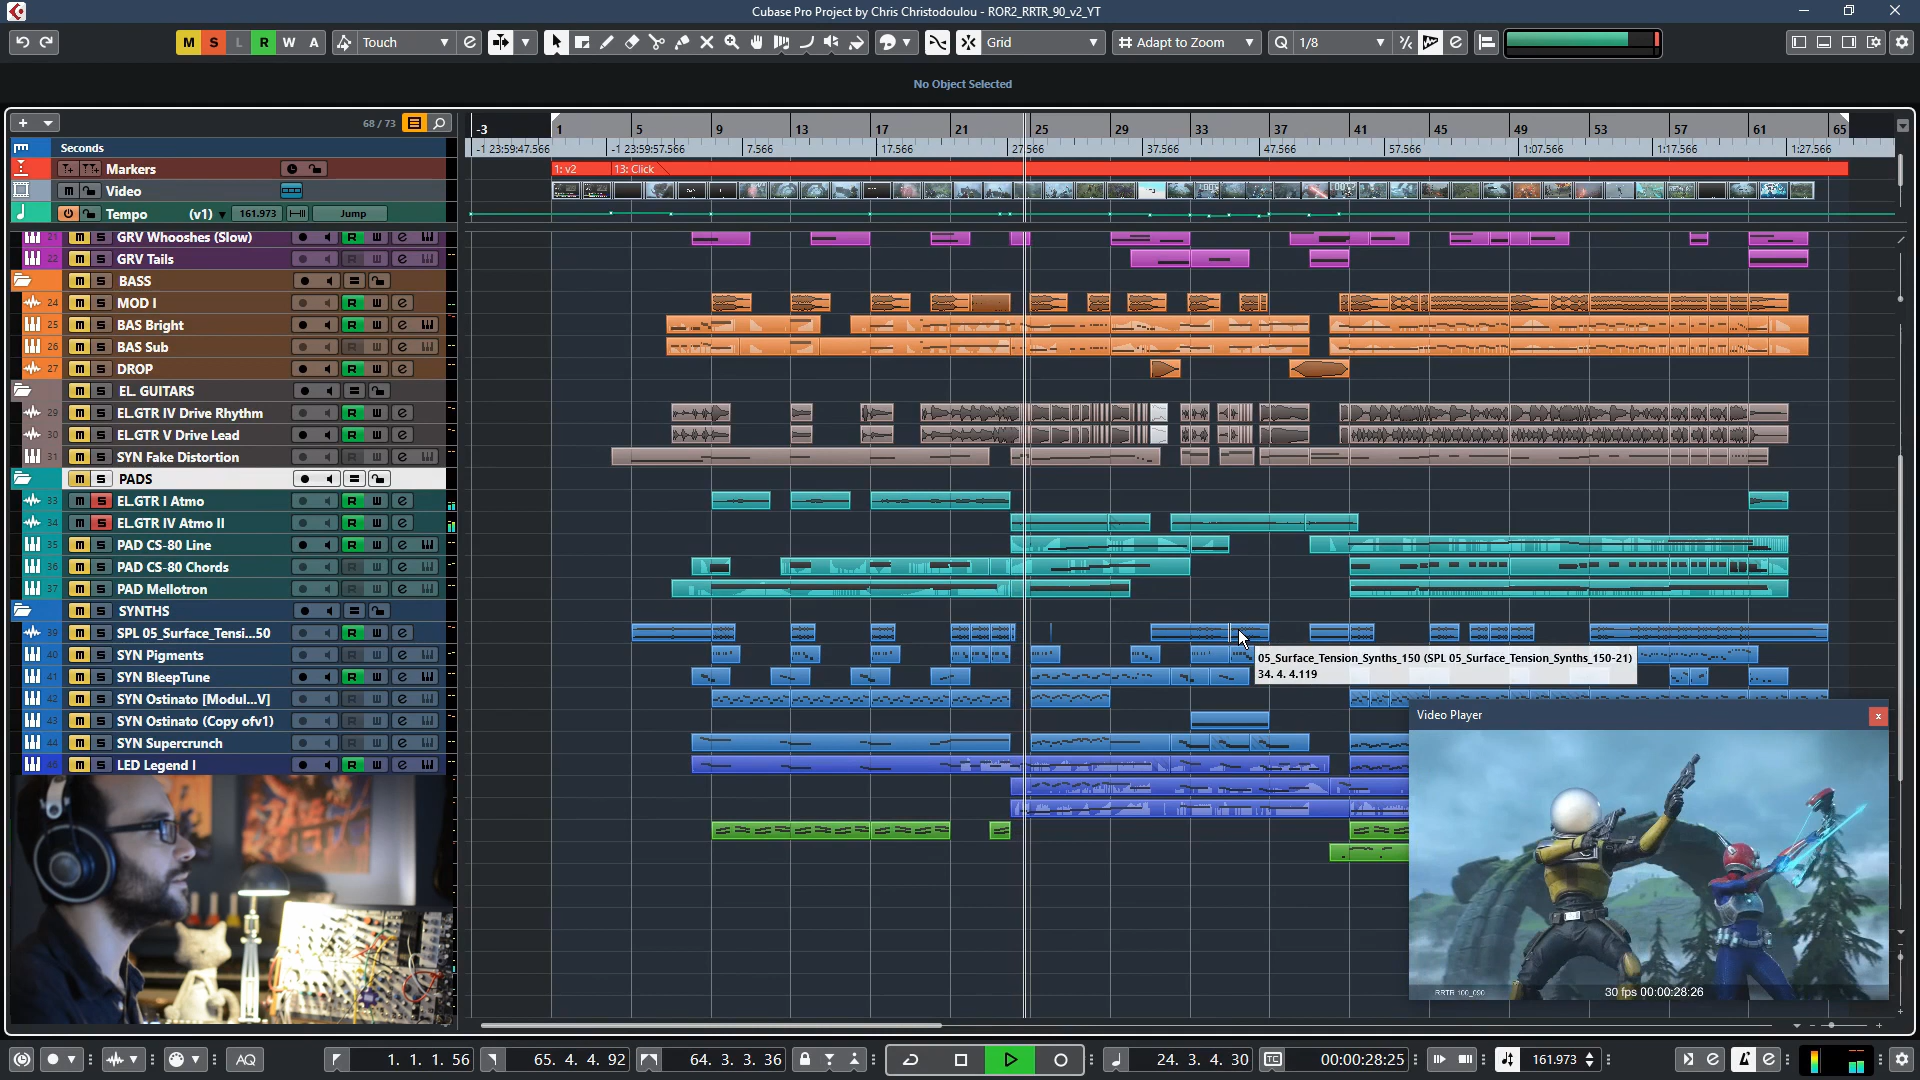 Cubase Pro Project by Chris Christodoulou - ROR2_RRTR_90_v2_YT
M S L R W A Touch Grid Adapt to Zoom Q 1/8
No Object Selected
68 / 73
-3 1 5 9 13 17 21 25 29 33 37 41 45 49 53 57 61 65
Seconds
-1 23:59:47.566 -1 23:59:57.566 7.566 17.566 27.566 37.566 47.566 57.566 1:07.566 1:17.566 1:27.566
Markers
1: v2 13: Click
Video
Tempo (v1) 161.973 Jump
21 GRV Whooshes (Slow)
22 GRV Tails
BASS
24 MOD I
25 BAS Bright
26 BAS Sub
27 DROP
EL. GUITARS
29 EL.GTR IV Drive Rhythm
30 EL.GTR V Drive Lead
31 SYN Fake Distortion
PADS
33 EL.GTR I Atmo
34 EL.GTR IV Atmo II
35 PAD CS-80 Line
36 PAD CS-80 Chords
37 PAD Mellotron
SYNTHS
39 SPL 05_Surface_Tensi...50
40 SYN Pigments
05_Surface_Tension_Synths_150 (SPL 05_Surface_Tension_Synths_150-21)
34. 4. 4.119
41 SYN BleepTune
42 SYN Ostinato [Modul...V]
43 SYN Ostinato (Copy ofv1)
44 SYN Supercrunch
46 LED Legend I
Video Player
RRTR 100_090
30 fps 00:00:28:26
AQ 1. 1. 1. 56 65. 4. 4. 92 64. 3. 3. 36 24. 3. 4. 30 TC 00:00:28:25 161.973